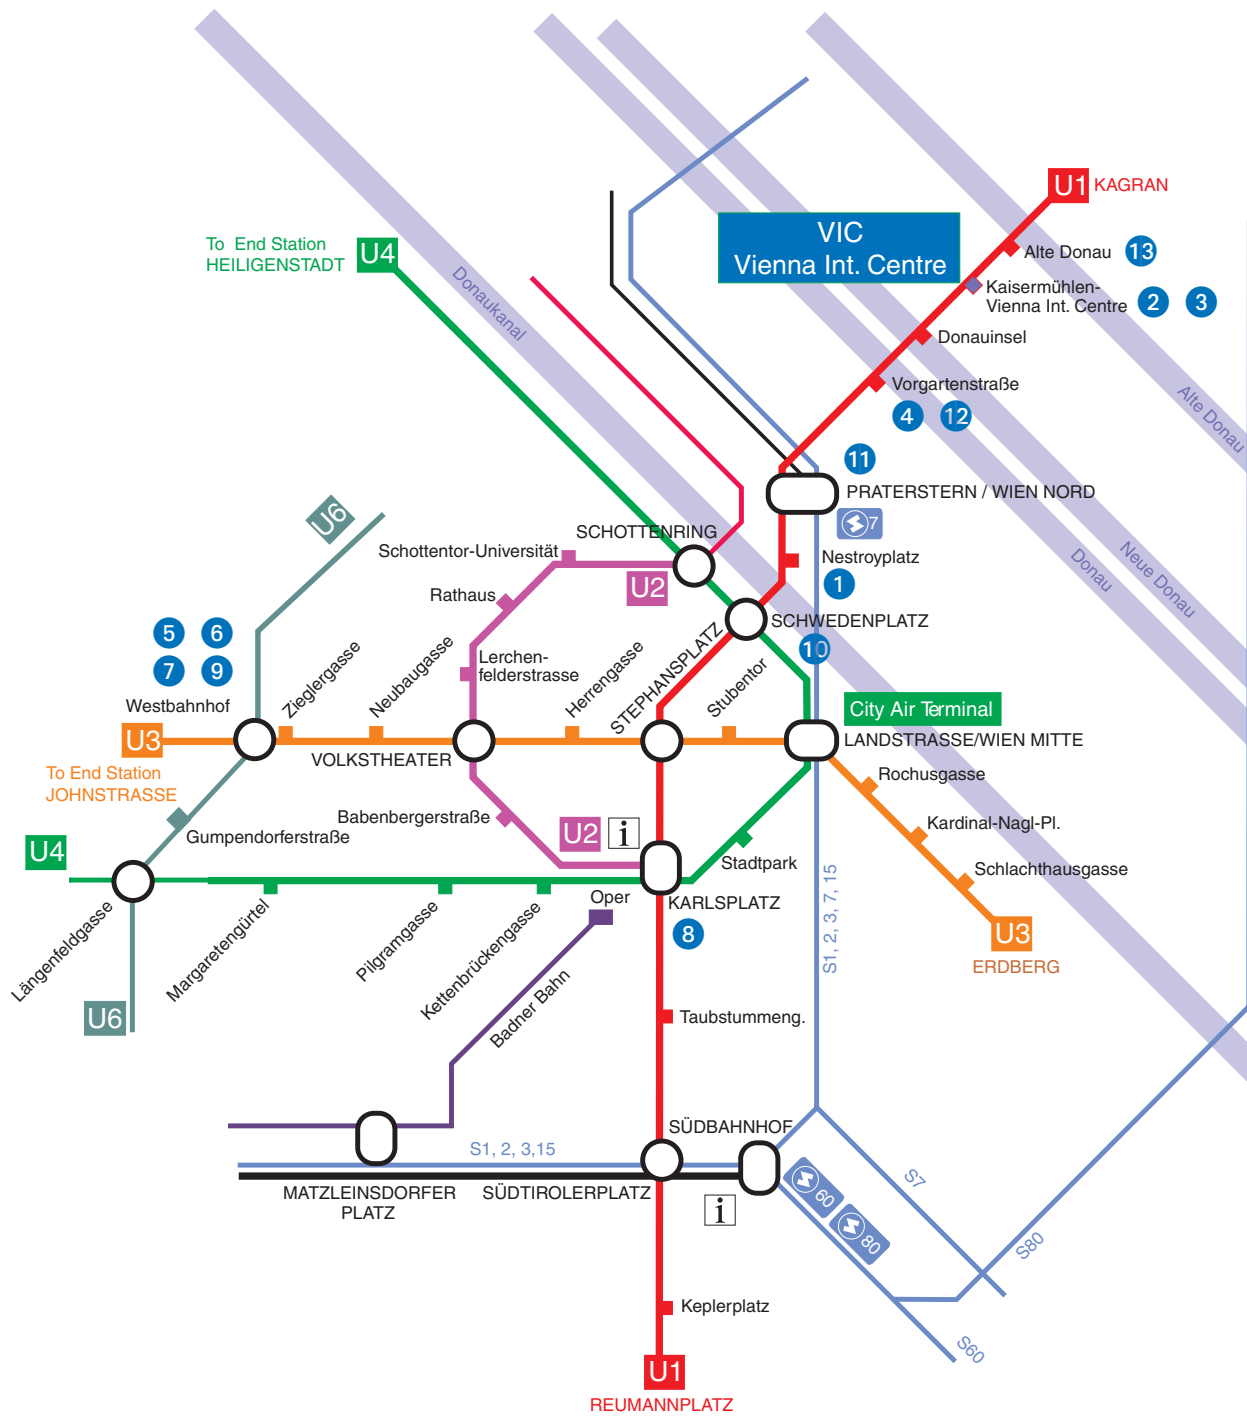 U1 KAGRAN
VIC
Vienna Int. Centre
To End Station
HEILIGENSTADT
U4
Donaukanal
Alte Donau 13
Kaisermühlen-
Vienna Int. Centre 2 3
Donauinsel
Vorgartenstraße
4 12
Alte Donau
11
PRATERSTERN / WIEN NORD
7
U6
SCHOTTENRING
Schottentor-Universität
U2
Nestroyplatz
1
Donau
Neue Donau
Rathaus
SCHWEDENPLATZ
10
5 6
7 9
Westbahnhof
Zieglergasse
Neubaugasse
Lerchen-
felderstrasse
Herrengasse
STEPHANSPLATZ
Stubentor
City Air Terminal
LANDSTRASSE/WIEN MITTE
U3
To End Station
JOHNSTRASSE
VOLKSTHEATER
Rochusgasse
Babenbergerstraße
U2 i
Gumpendorferstraße
Kardinal-Nagl-Pl.
U4
Stadtpark
Schlachthausgasse
Oper
KARLSPLATZ
8
U3
ERDBERG
Längenfeldgasse
Margaretengürtel
Pilgramgasse
Kettenbrückengasse
Badner Bahn
S1, 2, 3, 7, 15
U6
Taubstummeng.
SÜDBAHNHOF
S1, 2, 3,15
MATZLEINSDORFER
PLATZ
SÜDTIROLERPLATZ
i
60
80
S7
S80
Keplerplatz
S60
U1
REUMANNPLATZ